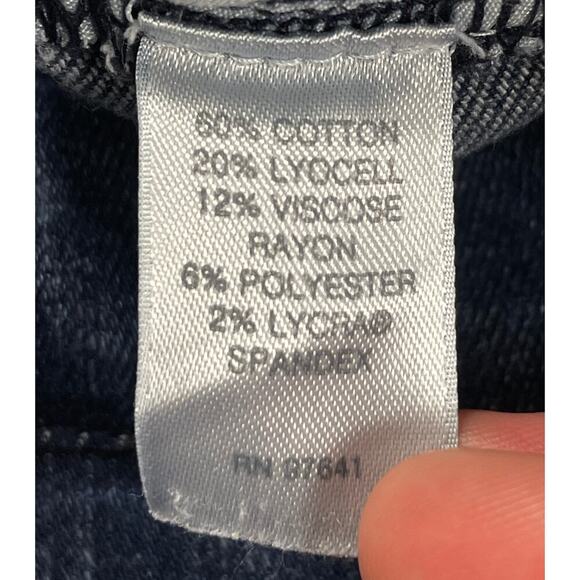 60% COTTON
20% LYOCELL
12% VISCOSE
RAYON
6% POLYESTER
2% LYCRA®
SPANDEX
RN 97641